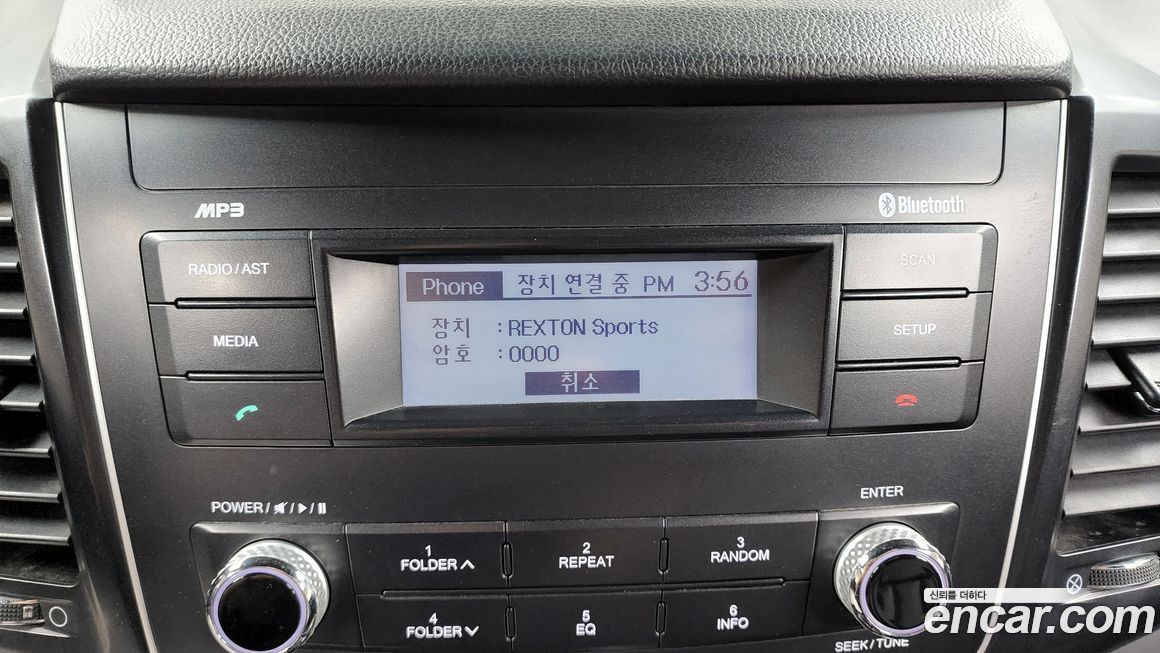 MP3
Bluetooth
RADIO / AST
SCAN
Phone 장치 연결 중 PM 3:56
장치 : REXTON Sports
암호 : 0000
취소
MEDIA
SETUP
POWER /
ENTER
1 FOLDER
2 REPEAT
3 RANDOM
4 FOLDER
5 EQ
6 INFO
SEEK / TUNE
신뢰를 더하다
encar.com